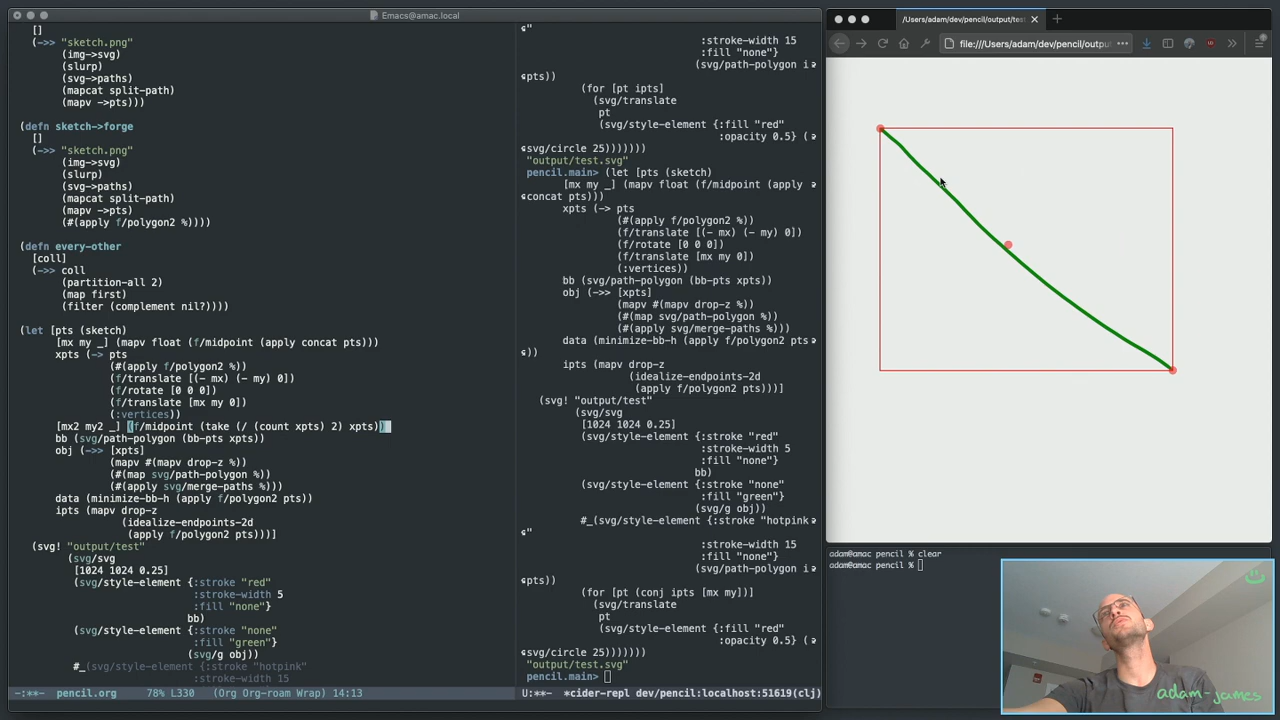 Emacs@amac.local
[]
(->> "sketch.png"
(img->svg)
(slurp)
(svg->paths)
(mapcat split-path)
(mapv ->pts)))
(defn sketch->forge
[]
(->> "sketch.png"
(img->svg)
(slurp)
(svg->paths)
(mapcat split-path)
(mapv ->pts)
(#(apply f/polygon2 %))))
(defn every-other
[coll]
(->> coll
(partition-all 2)
(map first)
(filter (complement nil?))))
(let [pts (sketch)
[mx my _] (mapv float (f/midpoint (apply concat pts)))
xpts (-> pts
(#(apply f/polygon2 %))
(f/translate [(- mx) (- my) 0])
(f/rotate [0 0 0])
(f/translate [mx my 0])
(:vertices))
[mx2 my2 _] (f/midpoint (take (/ (count xpts) 2) xpts))
bb (svg/path-polygon (bb-pts xpts))
obj (->> [xpts]
(mapv #(mapv drop-z %))
(#(map svg/path-polygon %))
(#(apply svg/merge-paths %)))
data (minimize-bb-h (apply f/polygon2 pts))
ipts (mapv drop-z
(idealize-endpoints-2d
(apply f/polygon2 pts)))]
(svg! "output/test"
(svg/svg
[1024 1024 0.25]
(svg/style-element {:stroke "red"
:stroke-width 5
:fill "none"}
bb)
(svg/style-element {:stroke "none"
:fill "green"}
(svg/g obj))
#_(svg/style-element {:stroke "hotpink"
:stroke-width 15
-:**- pencil.org 78% L330 (Org Org-roam Wrap) 14:13
"
:stroke-width 15
:fill "none"}
(svg/path-polygon i
pts))
(for [pt ipts]
(svg/translate
pt
(svg/style-element {:fill "red"
:opacity 0.5} (
svg/circle 25)))))))
"output/test.svg"
pencil.main> (let [pts (sketch)
[mx my _] (mapv float (f/midpoint (apply
concat pts)))
xpts (-> pts
(#(apply f/polygon2 %))
(f/translate [(- mx) (- my) 0])
(f/rotate [0 0 0])
(f/translate [mx my 0])
(:vertices))
bb (svg/path-polygon (bb-pts xpts))
obj (->> [xpts]
(mapv #(mapv drop-z %))
(#(map svg/path-polygon %))
(#(apply svg/merge-paths %)))
data (minimize-bb-h (apply f/polygon2 pts
))
ipts (mapv drop-z
(idealize-endpoints-2d
(apply f/polygon2 pts)))]
(svg! "output/test"
(svg/svg
[1024 1024 0.25]
(svg/style-element {:stroke "red"
:stroke-width 5
:fill "none"}
bb)
(svg/style-element {:stroke "none"
:fill "green"}
(svg/g obj))
#_(svg/style-element {:stroke "hotpink
"
:stroke-width 15
:fill "none"}
(svg/path-polygon i
pts))
(for [pt (conj ipts [mx my])]
(svg/translate
pt
(svg/style-element {:fill "red"
:opacity 0.5} (
svg/circle 25)))))))
"output/test.svg"
pencil.main>
U:**- *cider-repl dev/pencil:localhost:51619(clj)
/Users/adam/dev/pencil/output/tes
file:///Users/adam/dev/pencil/outpu
adam@amac pencil % clear
adam@amac pencil %
adam-james